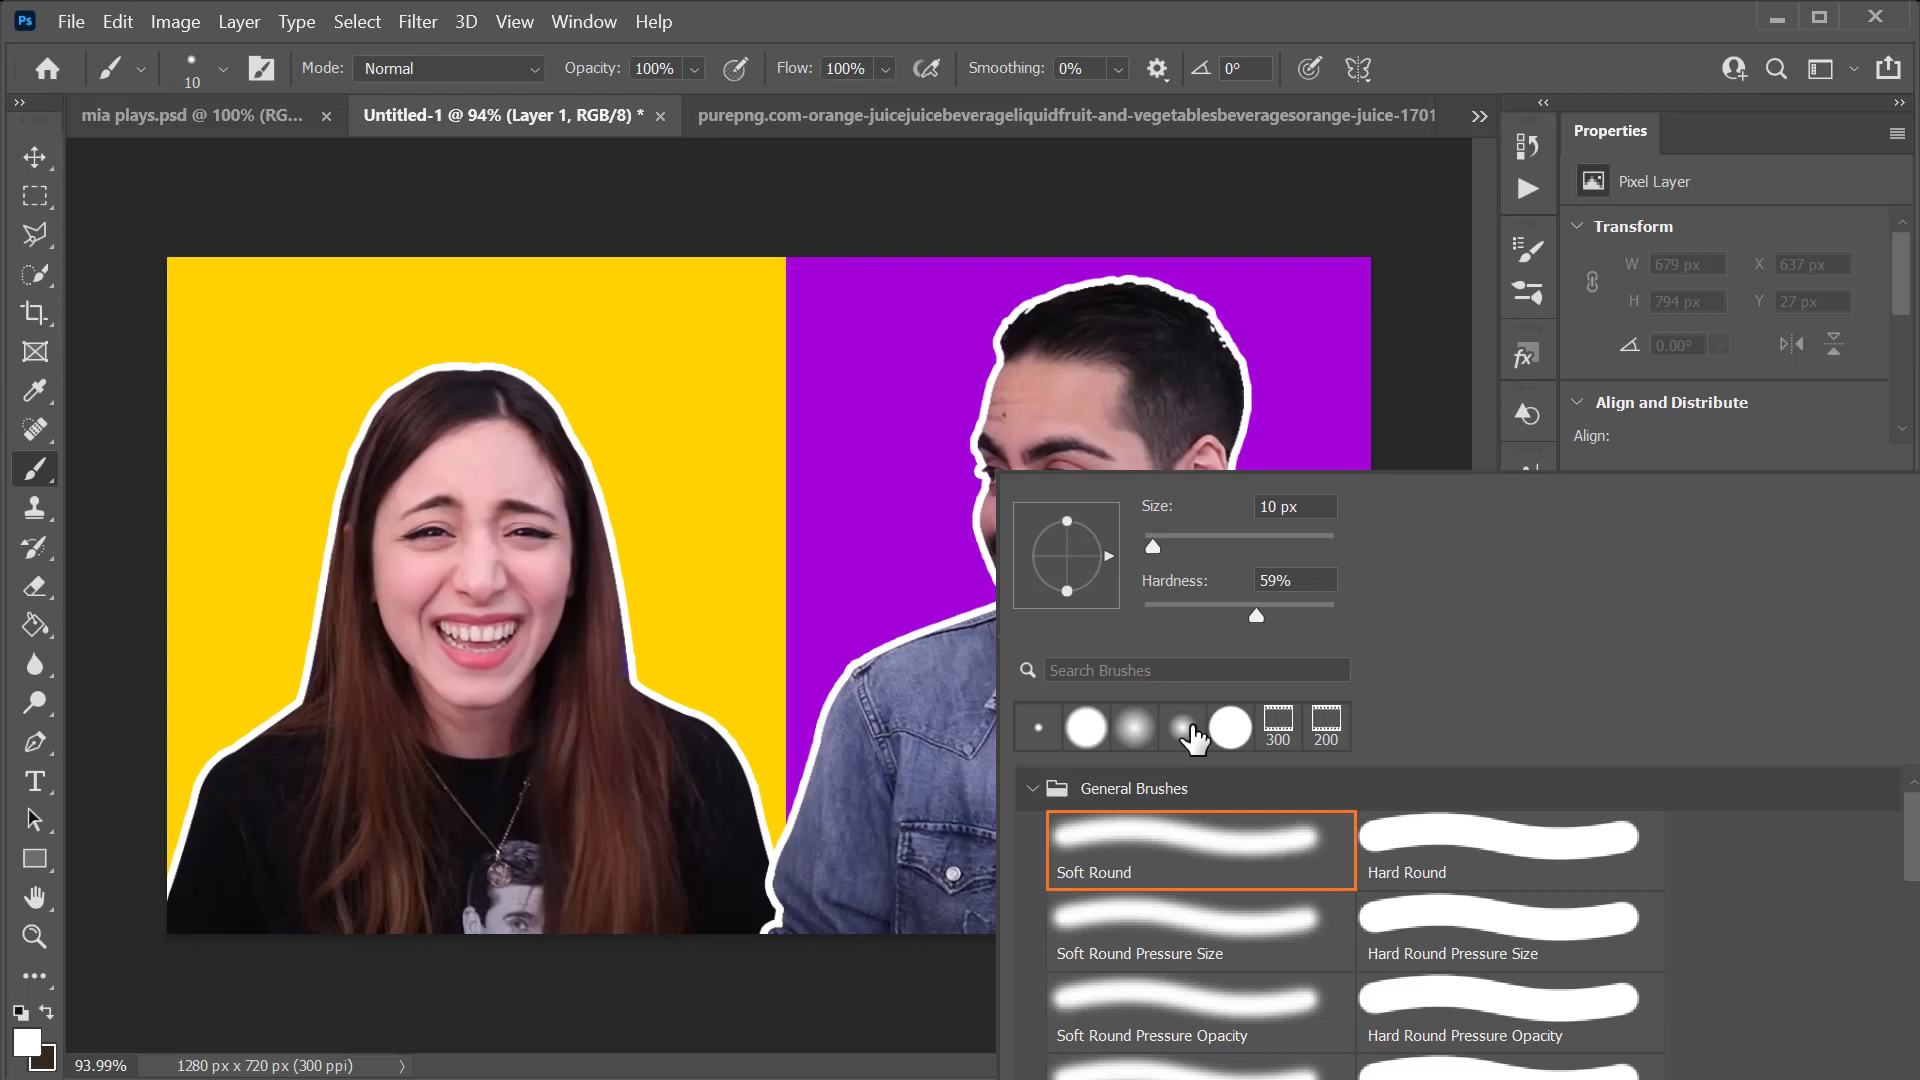 Ps File Edit Image Layer Type Select Filter 3D View Window Help
10 Mode: Normal Opacity: 100% Flow: 100% Smoothing: 0% 0°
mia plays.psd @ 100% (RG... × Untitled-1 @ 94% (Layer 1, RGB/8) * × purepng.com-orange-juicejuicebeverageliquidfruit-and-vegetablesbeveragesorange-juice-1701
Properties
Pixel Layer
Transform
W 679 px X 637 px
H 794 px Y 27 px
0.00°
Align and Distribute
Align:
fx
Size: 10 px
Hardness: 59%
Search Brushes
300 200
General Brushes
Soft Round Hard Round
Soft Round Pressure Size Hard Round Pressure Size
Soft Round Pressure Opacity Hard Round Pressure Opacity
T
93.99% 1280 px x 720 px (300 ppi)